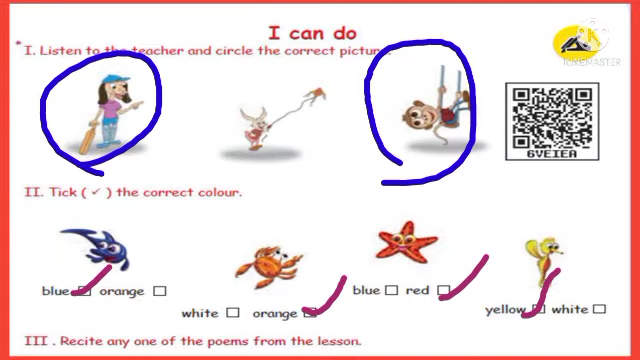 I can do
* I. Listen to the teacher and circle the correct picture.
KINEMASTER
6VEIEA
II. Tick ( ✓ ) the correct colour.
blue orange
white orange
blue red
yellow white
III . Recite any one of the poems from the lesson.